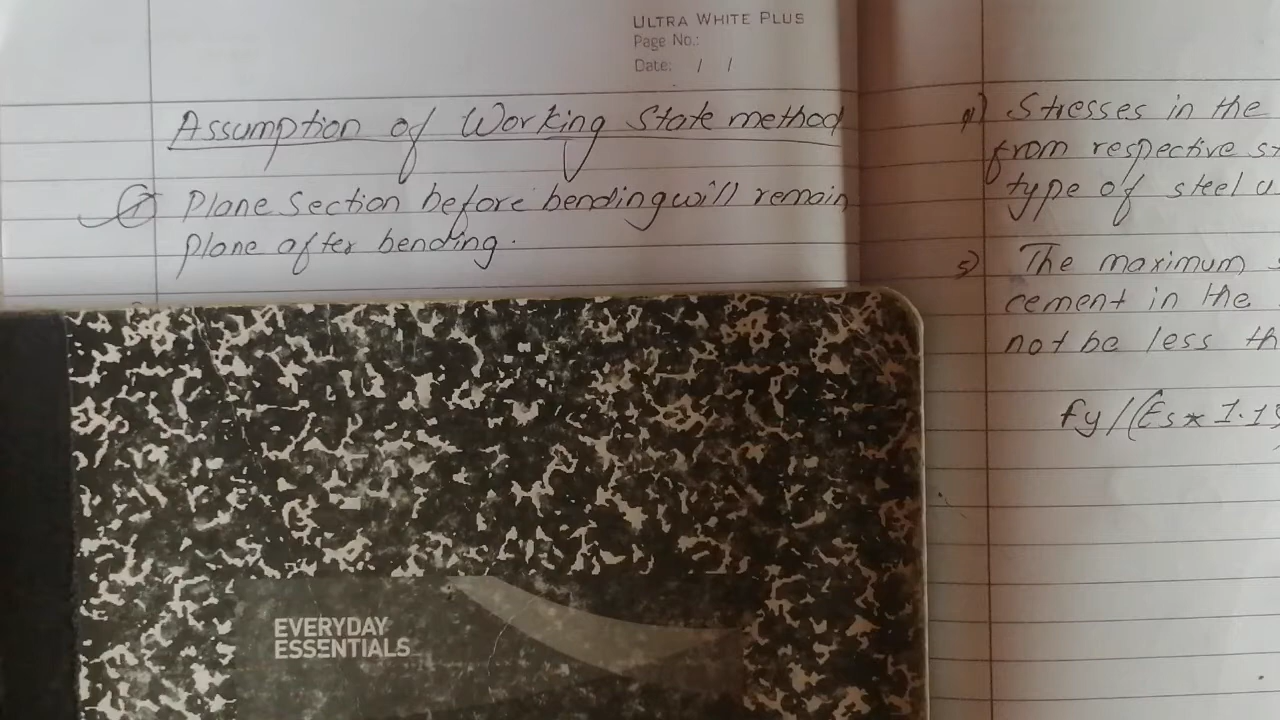 ULTRA WHITE PLUS
Page No.:
Date: / /
Assumption of Working State method
1) Plane Section before bending will remain
Plane after bending.
4) Stresses in the
from respective
type of steel
5) The maximum
cement in the
not be less
fy/(Es*1.15
EVERYDAY
ESSENTIALS